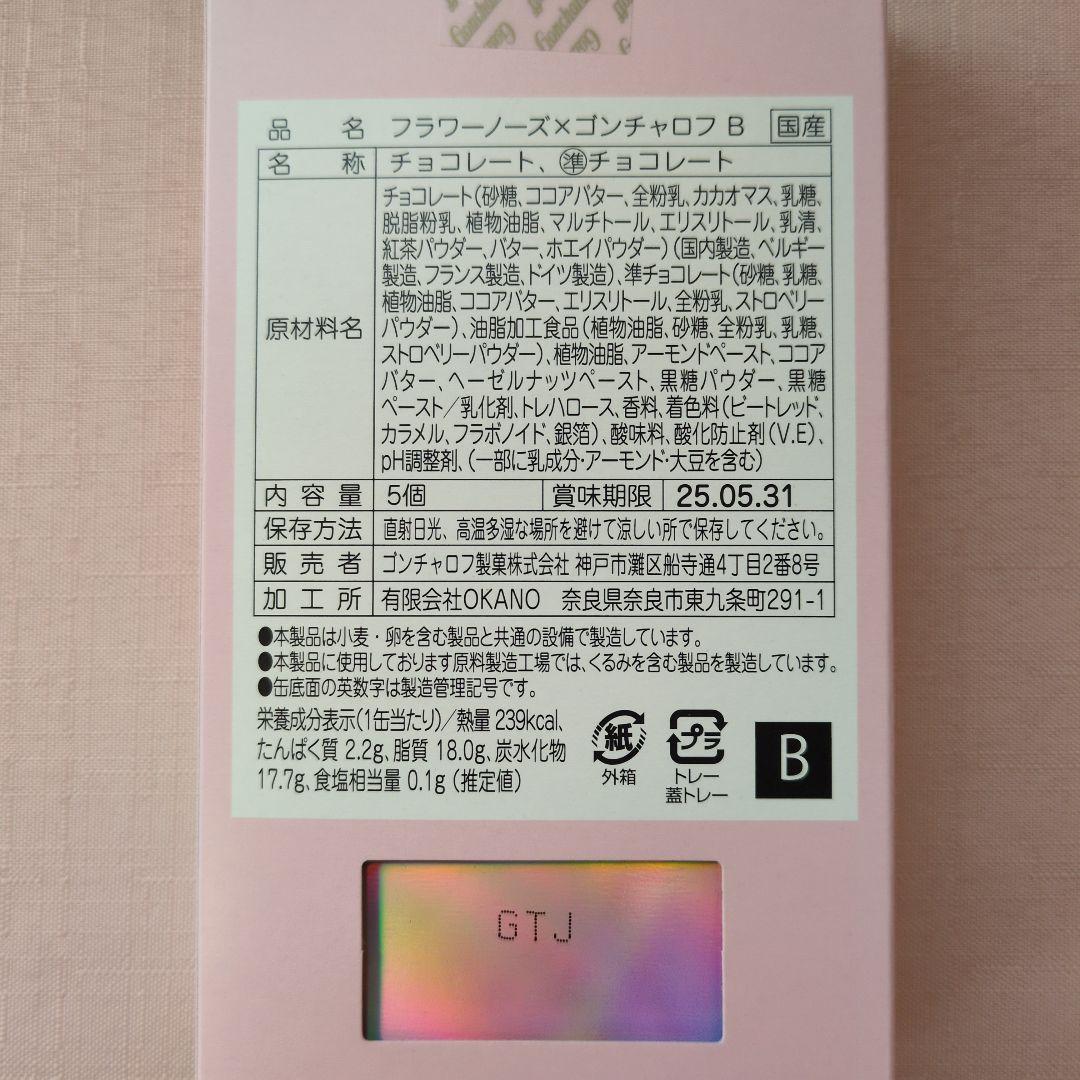 Goncharoff
品名 フラワーノーズ×ゴンチャロフ B 国産
名称 チョコレート、㊝チョコレート
原材料名
チョコレート(砂糖、ココアバター、全粉乳、カカオマス、乳糖、
脱脂粉乳、植物油脂、マルチトール、エリスリトール、乳清、
紅茶パウダー、バター、ホエイパウダー)(国内製造、ベルギー
製造、フランス製造、ドイツ製造)、準チョコレート(砂糖、乳糖、
植物油脂、ココアバター、エリスリトール、全粉乳、ストロベリー
パウダー)、油脂加工食品(植物油脂、砂糖、全粉乳、乳糖、
ストロベリーパウダー)、植物油脂、アーモンドペースト、ココア
バター、ヘーゼルナッツペースト、黒糖パウダー、黒糖
ペースト/乳化剤、トレハロース、香料、着色料(ビートレッド、
カラメル、フラボノイド、銀箔)、酸味料、酸化防止剤(V.E)、
pH調整剤、(一部に乳成分・アーモンド・大豆を含む)
内容量 5個 賞味期限 25.05.31
保存方法 直射日光、高温多湿な場所を避けて涼しい所で保存してください。
販売者 ゴンチャロフ製菓株式会社 神戸市灘区船寺通4丁目2番8号
加工所 有限会社OKANO 奈良県奈良市東九条町291-1
●本製品は小麦・卵を含む製品と共通の設備で製造しています。
●本製品に使用しております原料製造工場では、くるみを含む製品を製造しています。
●缶底面の英数字は製造管理記号です。
栄養成分表示(1缶当たり)/熱量 239kcal、
たんぱく質 2.2g、脂質 18.0g、炭水化物
17.7g、食塩相当量 0.1g (推定値)
紙
外箱
プラ
トレー
蓋トレー
B
GTJ